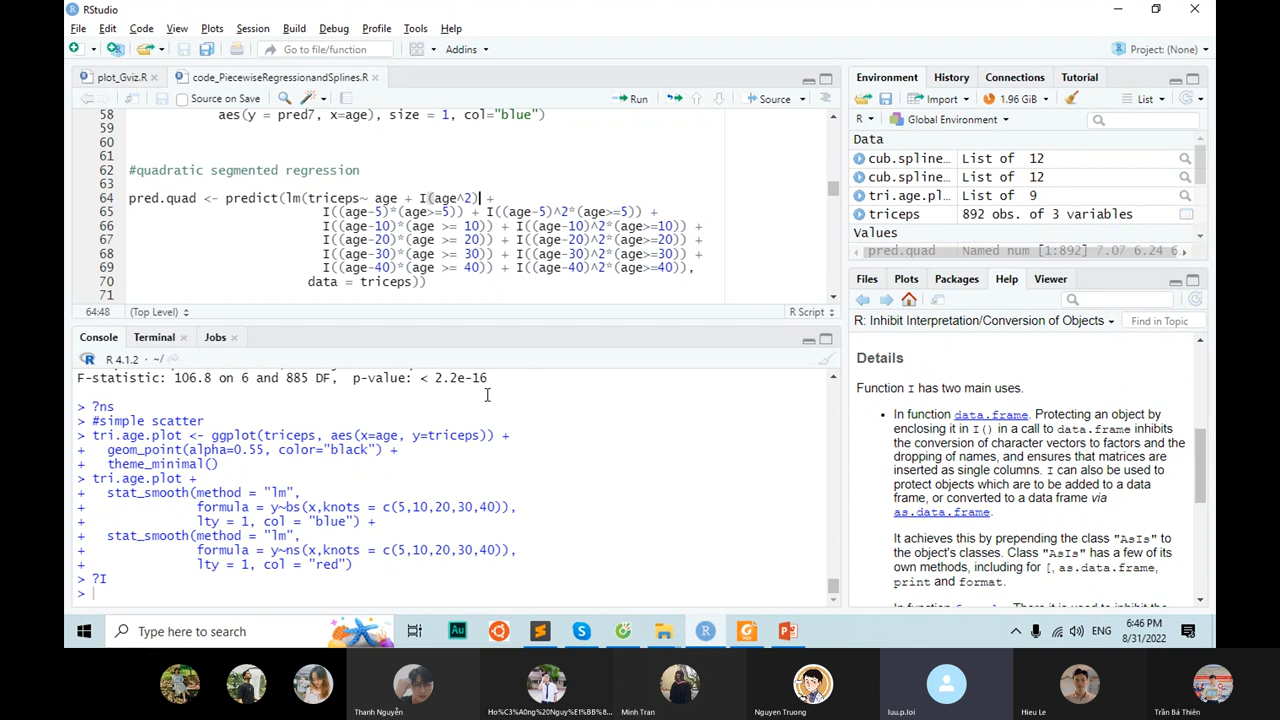 RStudio
File Edit Code View Plots Session Build Debug Profile Tools Help
Go to file/function Addins Project: (None)
plot_Gviz.R code_PiecewiseRegressionandSplines.R
Source on Save Run Source
58 aes(y = pred7, x=age), size = 1, col="blue")
59
60
61
62 #quadratic segmented regression
63
64 pred.quad <- predict(lm(triceps~ age + I(age^2) +
65 I((age-5)*(age>=5)) + I((age-5)^2*(age>=5)) +
66 I((age-10)*(age >= 10)) + I((age-10)^2*(age>=10)) +
67 I((age-20)*(age >= 20)) + I((age-20)^2*(age>=20)) +
68 I((age-30)*(age >= 30)) + I((age-30)^2*(age>=30)) +
69 I((age-40)*(age >= 40)) + I((age-40)^2*(age>=40)),
70 data = triceps))
71
64:48 (Top Level) R Script
Console Terminal Jobs
R 4.1.2 · ~/
F-statistic: 106.8 on 6 and 885 DF, p-value: < 2.2e-16
> ?ns
> #simple scatter
> tri.age.plot <- ggplot(triceps, aes(x=age, y=triceps)) +
+ geom_point(alpha=0.55, color="black") +
+ theme_minimal()
> tri.age.plot +
+ stat_smooth(method = "lm",
+ formula = y~bs(x,knots = c(5,10,20,30,40)),
+ lty = 1, col = "blue") +
+ stat_smooth(method = "lm",
+ formula = y~ns(x,knots = c(5,10,20,30,40)),
+ lty = 1, col = "red")
> ?I
>
Environment History Connections Tutorial
Import 1.96 GiB List
R Global Environment
Data
cub.spline… List of 12
cub.spline… List of 12
tri.age.pl… List of 9
triceps 892 obs. of 3 variables
Values
pred.quad Named num [1:892] 7.07 6.24 6
Files Plots Packages Help Viewer
R: Inhibit Interpretation/Conversion of Objects Find in Topic
Details
Function I has two main uses.
• In function data.frame. Protecting an object by
enclosing it in I() in a call to data.frame inhibits
the conversion of character vectors to factors and the
dropping of names, and ensures that matrices are
inserted as single columns. I can also be used to
protect objects which are to be added to a data
frame, or converted to a data frame via
as.data.frame.
It achieves this by prepending the class "AsIs" to
the object's classes. Class "AsIs" has a few of its
own methods, including for [, as.data.frame,
print and format.
Type here to search
Au
ENG
6:46 PM
8/31/2022
Thanh Nguyễn Ho%C3%A0ng%20Nguy%E1%BB%8... Minh Tran Nguyen Truong luu.p.loi Hieu Le Trần Bá Thiên